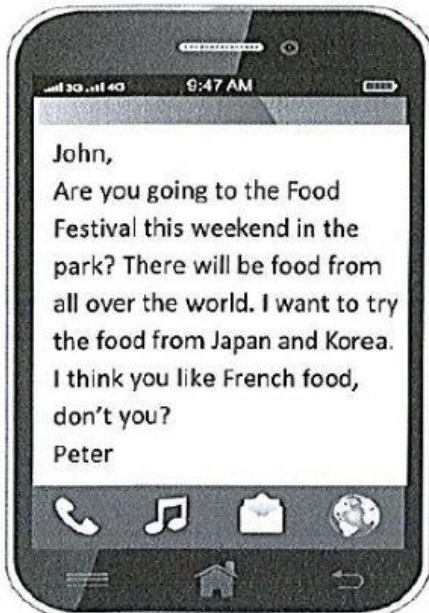 3G 4G 9:47 AM
John,
Are you going to the Food
Festival this weekend in the
park? There will be food from
all over the world. I want to try
the food from Japan and Korea.
I think you like French food,
don't you?
Peter